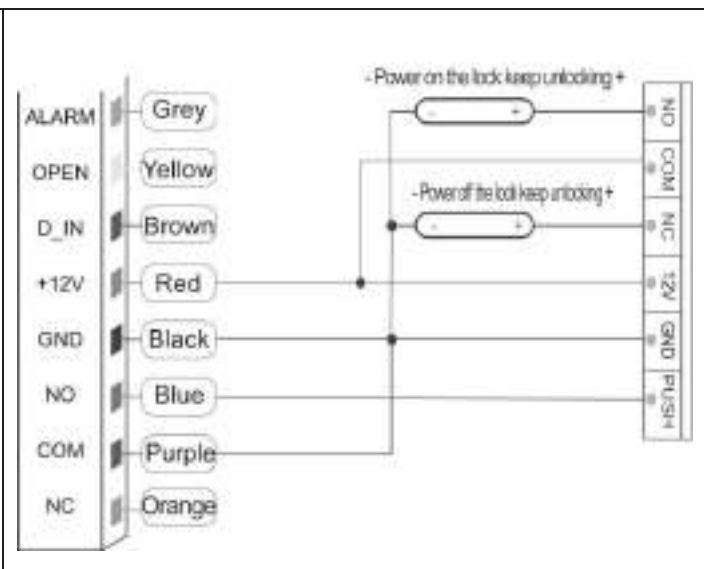 - Power on the lock keep unlocking +
- +
ALARM Grey NO
OPEN Yellow COM
- Power off the lock keep unlocking +
- +
D_IN Brown NC
+12V Red 12V
GND Black GND
NO Blue PUSH
COM Purple
NC Orange